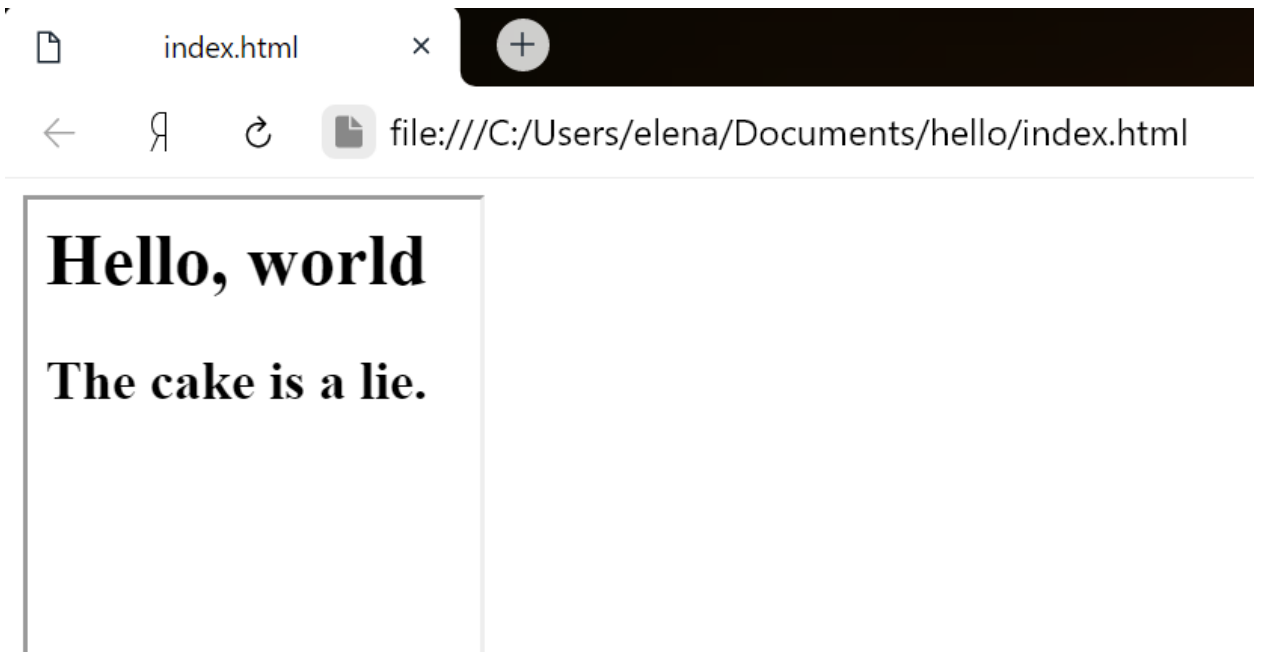 index.html
Я
file:///C:/Users/elena/Documents/hello/index.html
Hello, world
The cake is a lie.